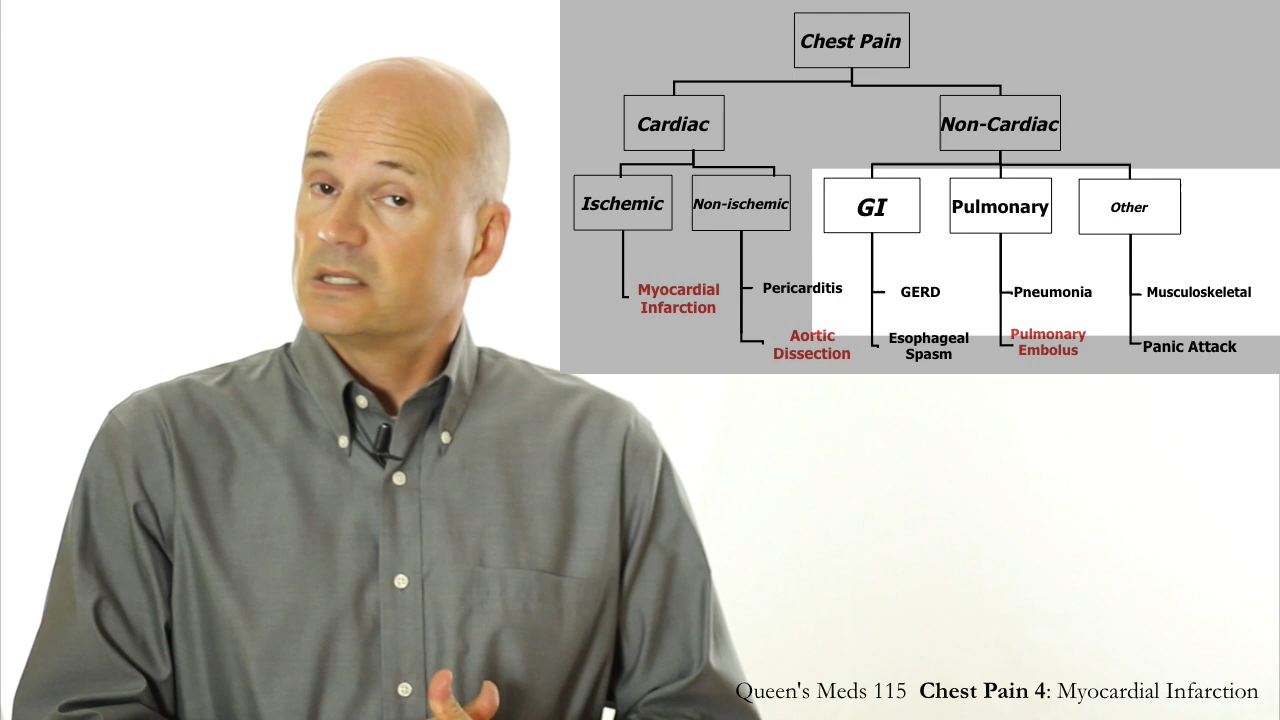 Chest Pain
Cardiac
Non-Cardiac
Ischemic
Non-ischemic
GI
Pulmonary
Other
Myocardial
Infarction
Pericarditis
Aortic
Dissection
GERD
Esophageal
Spasm
Pneumonia
Pulmonary
Embolus
Musculoskeletal
Panic Attack
Queen's Meds 115 Chest Pain 4: Myocardial Infarction